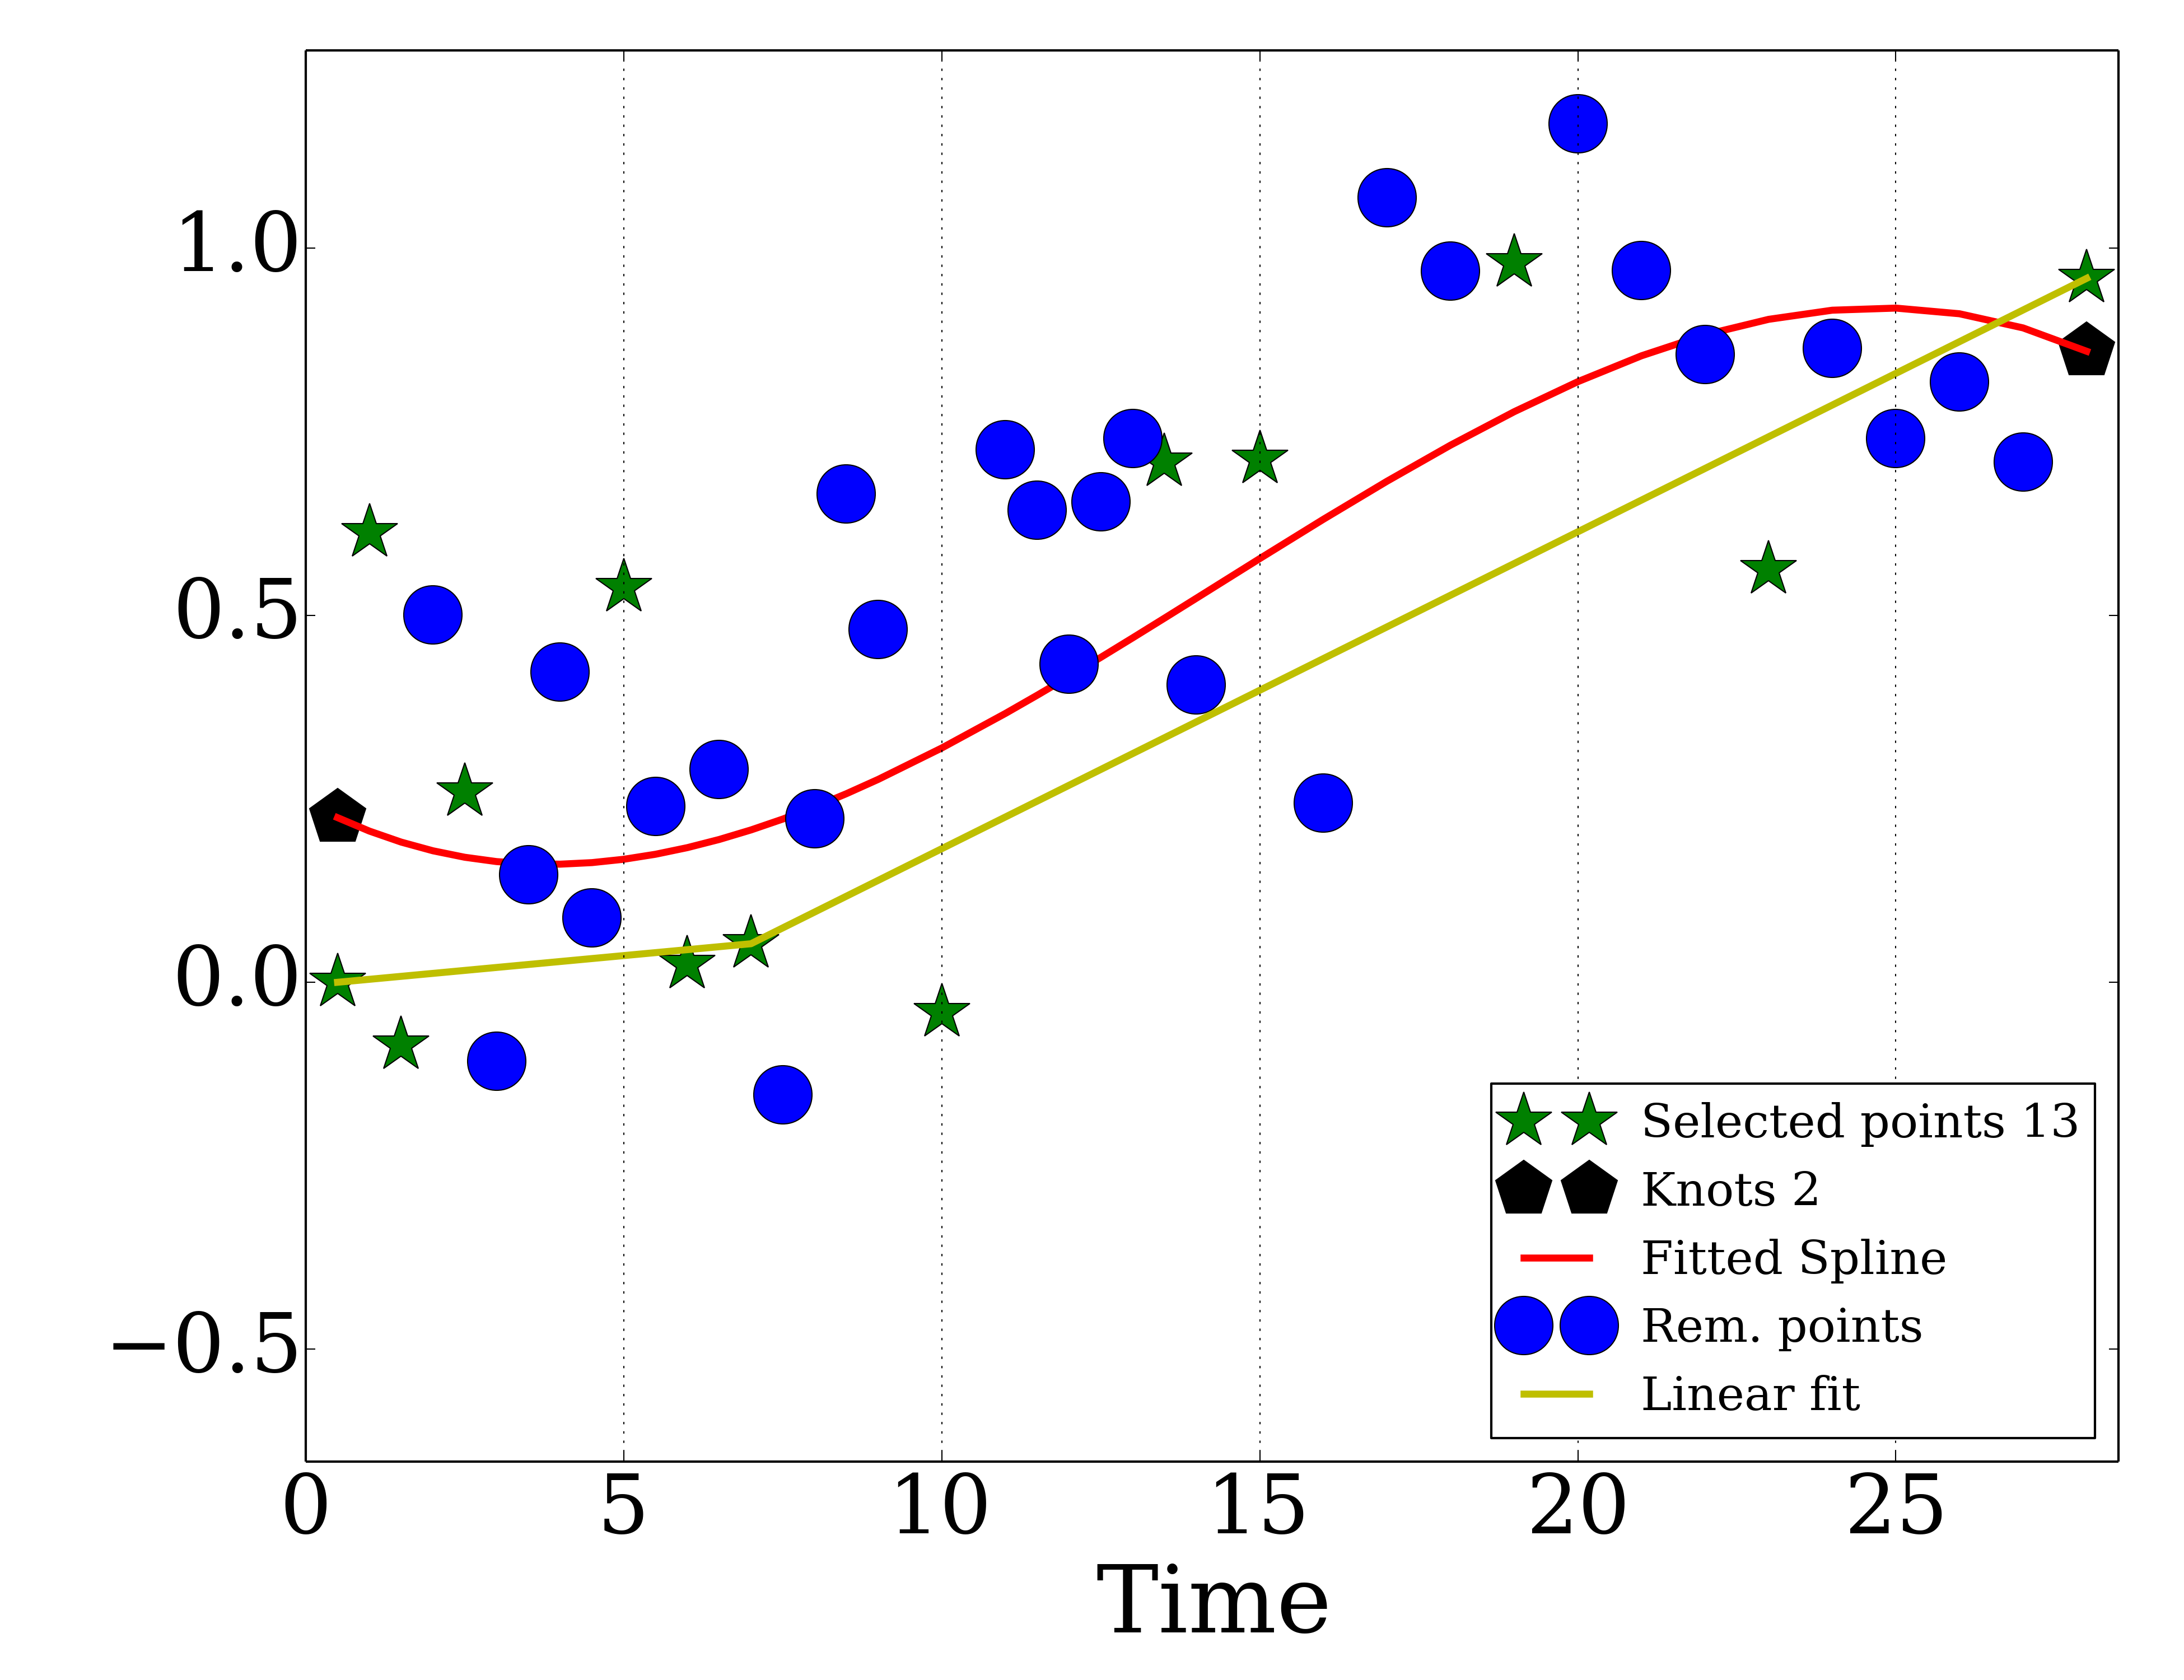 1.0
0.5
0.0
−0.5
0
5
10
15
20
25
Time
Selected points 13
Knots 2
Fitted Spline
Rem. points
Linear fit